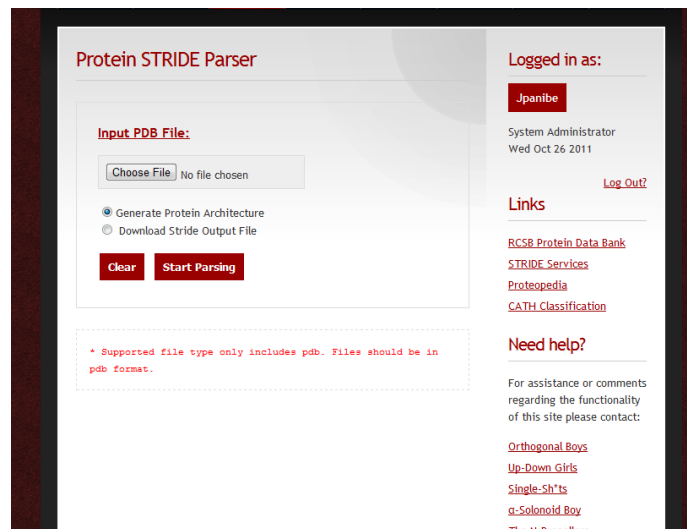 Protein STRIDE Parser
Input PDB File:
Choose File No file chosen
Generate Protein Architecture
Download Stride Output File
Clear Start Parsing
* Supported file type only includes pdb. Files should be in
pdb format.
Logged in as:
Jpanibe
System Administrator
Wed Oct 26 2011
Log Out?
Links
RCSB Protein Data Bank
STRIDE Services
Proteopedia
CATH Classification
Need help?
For assistance or comments
regarding the functionality
of this site please contact:
Orthogonal Boys
Up-Down Girls
Single-Sh*ts
α-Solonoid Boy